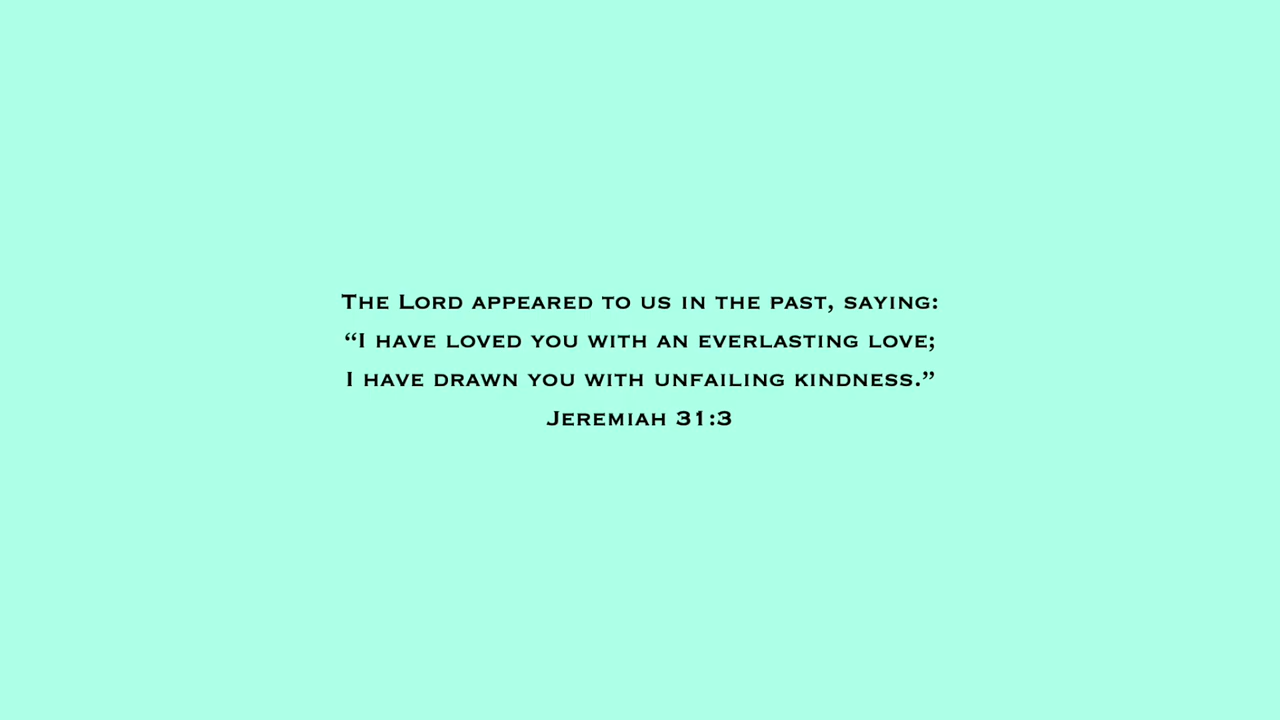 The Lord appeared to us in the past, saying:
“I have loved you with an everlasting love;
I have drawn you with unfailing kindness.”
Jeremiah 31:3